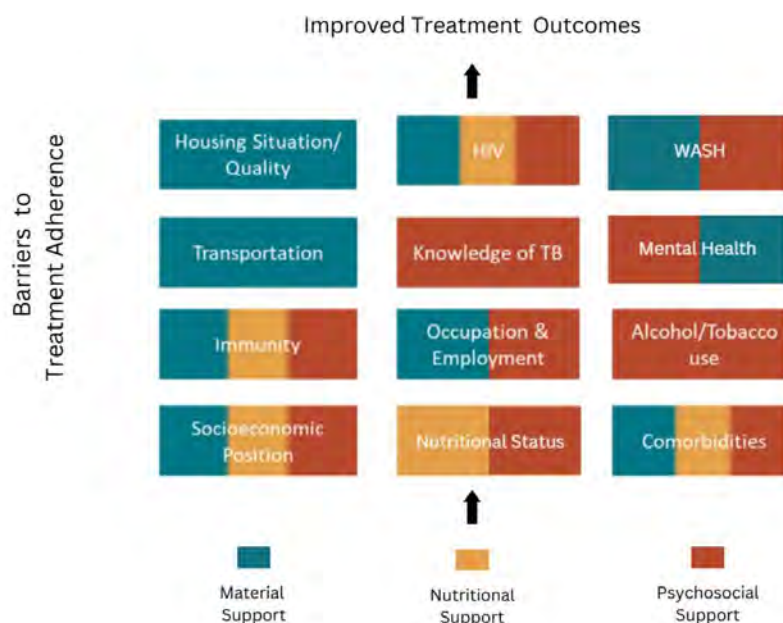 Improved Treatment Outcomes
Barriers to
Treatment Adherence
Housing Situation/
Quality
HIV
WASH
Transportation
Knowledge of TB
Mental Health
Immunity
Occupation &
Employment
Alcohol/Tobacco
use
Socioeconomic
Position
Nutritional Status
Comorbidities
Material
Support
Nutritional
Support
Psychosocial
Support